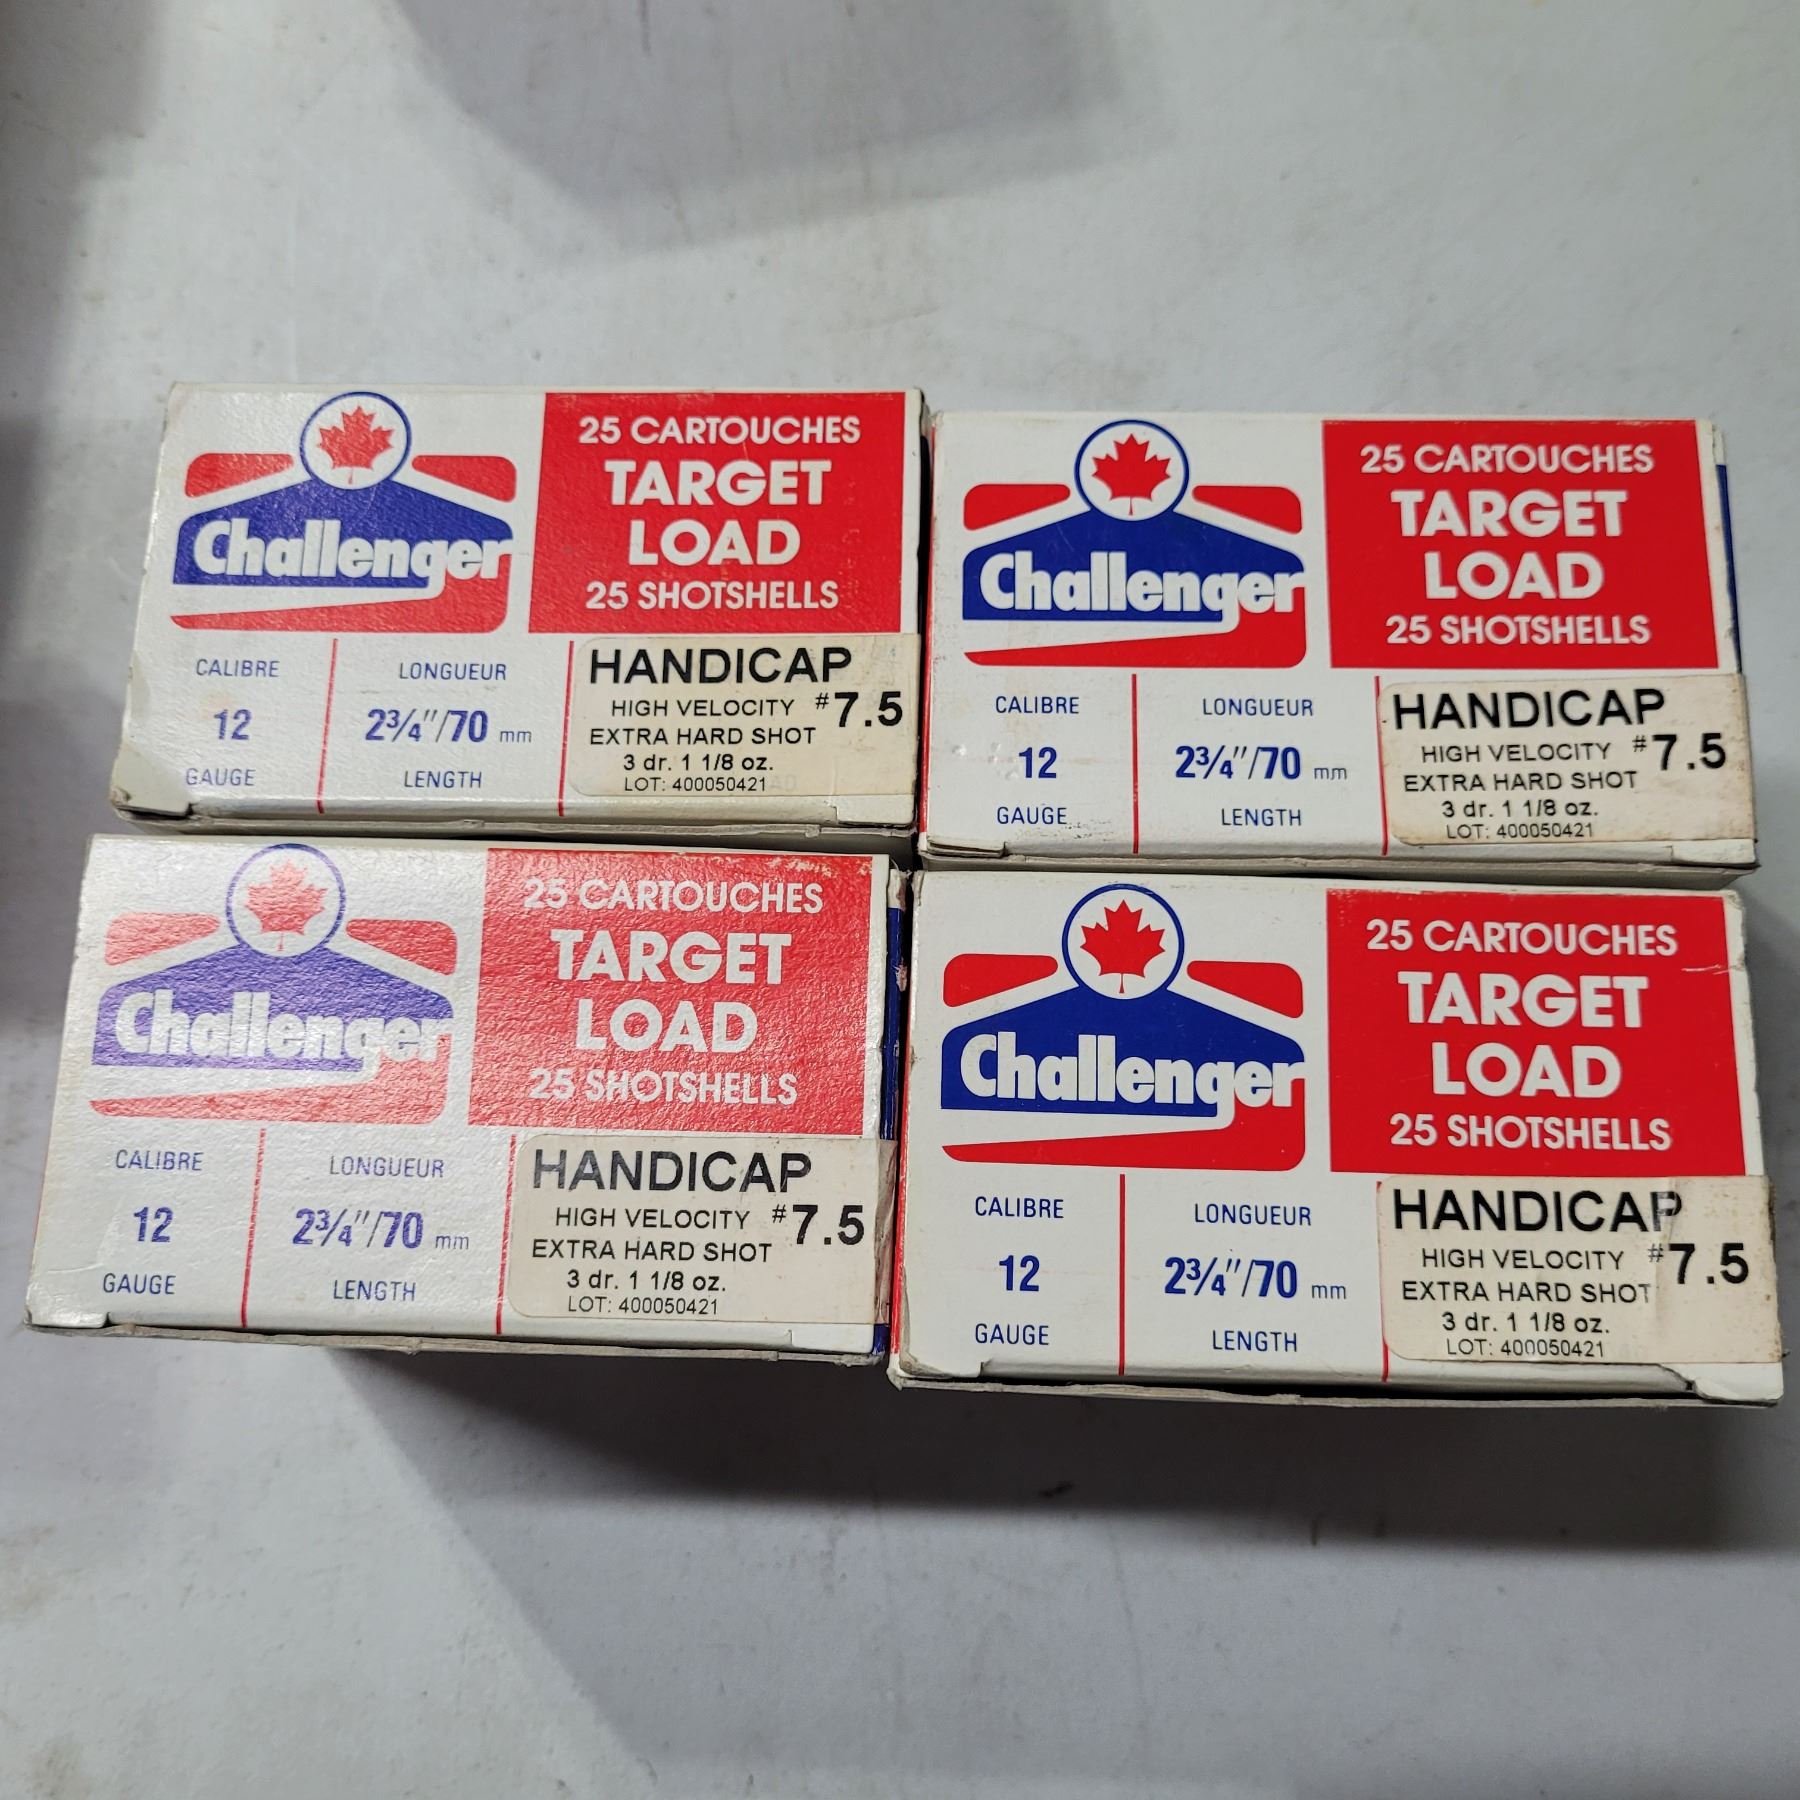 Challenger
25 CARTOUCHES
TARGET
LOAD
25 SHOTSHELLS
CALIBRE
12
GAUGE
LONGUEUR
2¾"/70 mm
LENGTH
HANDICAP
HIGH VELOCITY #7.5
EXTRA HARD SHOT
3 dr. 1 1/8 oz.
LOT: 400050421
Challenger
25 CARTOUCHES
TARGET
LOAD
25 SHOTSHELLS
CALIBRE
12
GAUGE
LONGUEUR
2¾"/70 mm
LENGTH
HANDICAP
HIGH VELOCITY #7.5
EXTRA HARD SHOT
3 dr. 1 1/8 oz.
LOT: 400050421
Challenger
25 CARTOUCHES
TARGET
LOAD
25 SHOTSHELLS
CALIBRE
12
GAUGE
LONGUEUR
2¾"/70 mm
LENGTH
HANDICAP
HIGH VELOCITY #7.5
EXTRA HARD SHOT
3 dr. 1 1/8 oz.
LOT: 400050421
Challenger
25 CARTOUCHES
TARGET
LOAD
25 SHOTSHELLS
CALIBRE
12
GAUGE
LONGUEUR
2¾"/70 mm
LENGTH
HANDICAP
HIGH VELOCITY #7.5
EXTRA HARD SHOT
3 dr. 1 1/8 oz.
LOT: 400050421